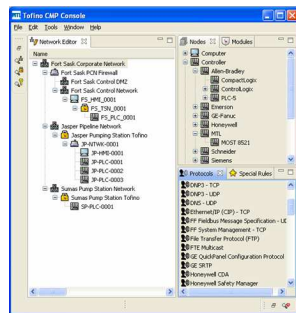 Tofino CMP Console
File Edit Tools Window Help
Network Editor
Name
Fort Sask Corporate Network
Fort Sask PCN Firewall
Fort Sask Control DMZ
Fort Sask Control Network
FS_HMI_0001
FS_TSN_0001
FS_PLC_0001
Jasper Pipeline Network
Jasper Pumping Station Tofino
JP-NTWK-0001
JP-HMI-0001
JP-PLC-0001
JP-PLC-0001
JP-PLC-0002
JP-PLC-0003
Sumas Pump Station Network
Sumas Pump Station Tofino
SP-PLC-0001
Nodes
Modules
Computer
Controller
Allen-Bradley
CompactLogix
ControlLogix
PLC-5
Emerson
GE-Fanuc
Honeywell
MTL
MOST 8521
Schneider
Siemens
Protocols
Special Rules
DNP3 - TCP
DNP3 - UDP
DNS - UDP
Ethernet/IP (CIP) - TCP
FF Fieldbus Message Specification - UD
FF System Management - TCP
File Transfer Protocol (FTP)
FTE Multicast
GE QuickPanel Configuration Protocol
GE SRTP
Honeywell CDA
Honeywell Safety Manager